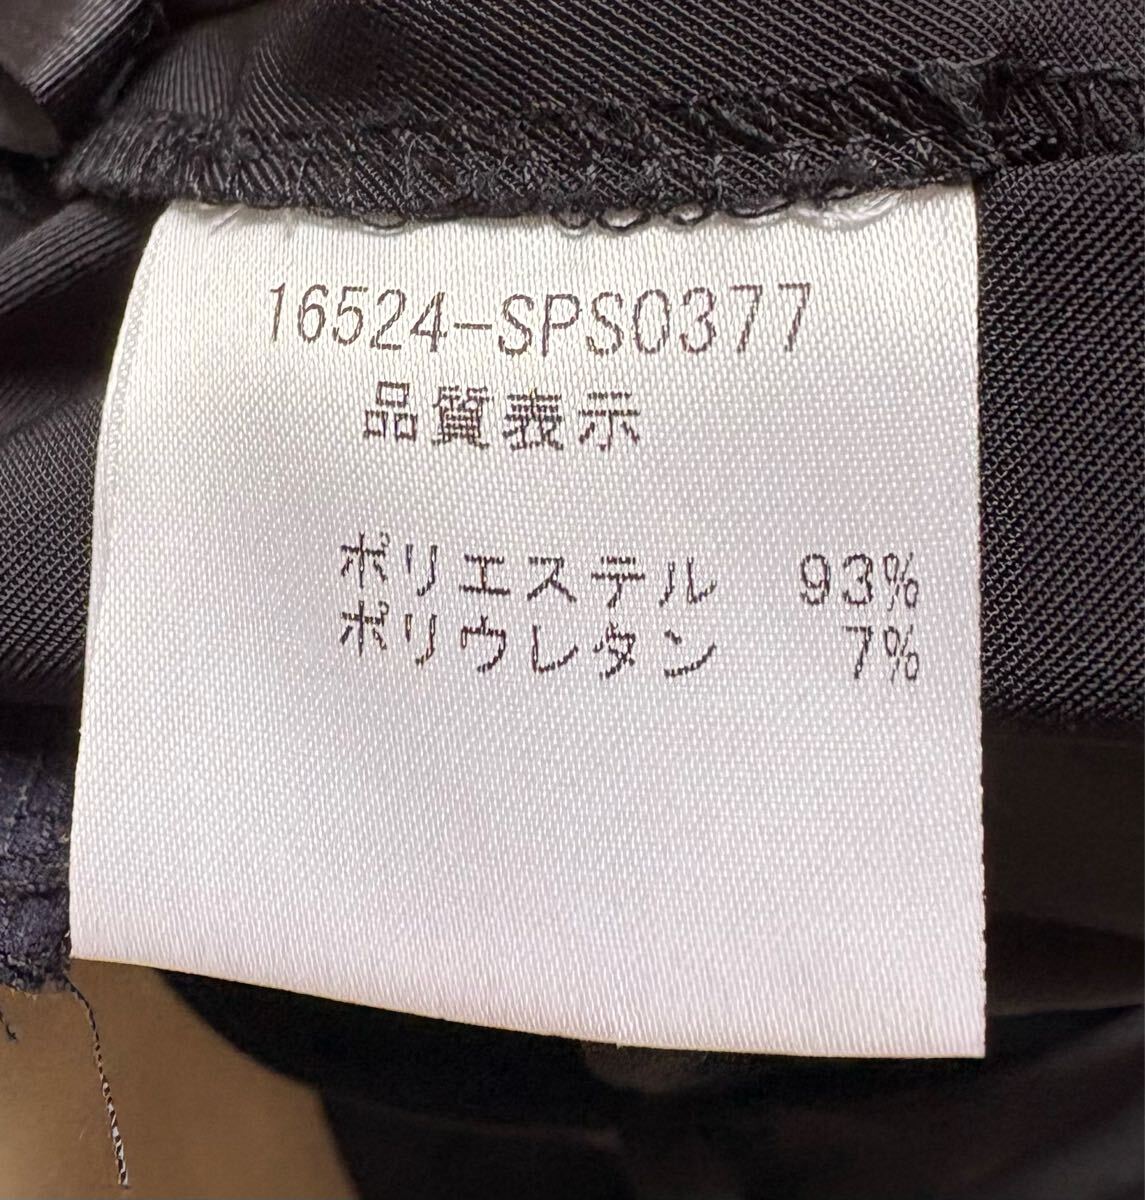 16524-SPS0377
品質表示
ポリエステル 93%
ポリウレタン 7%